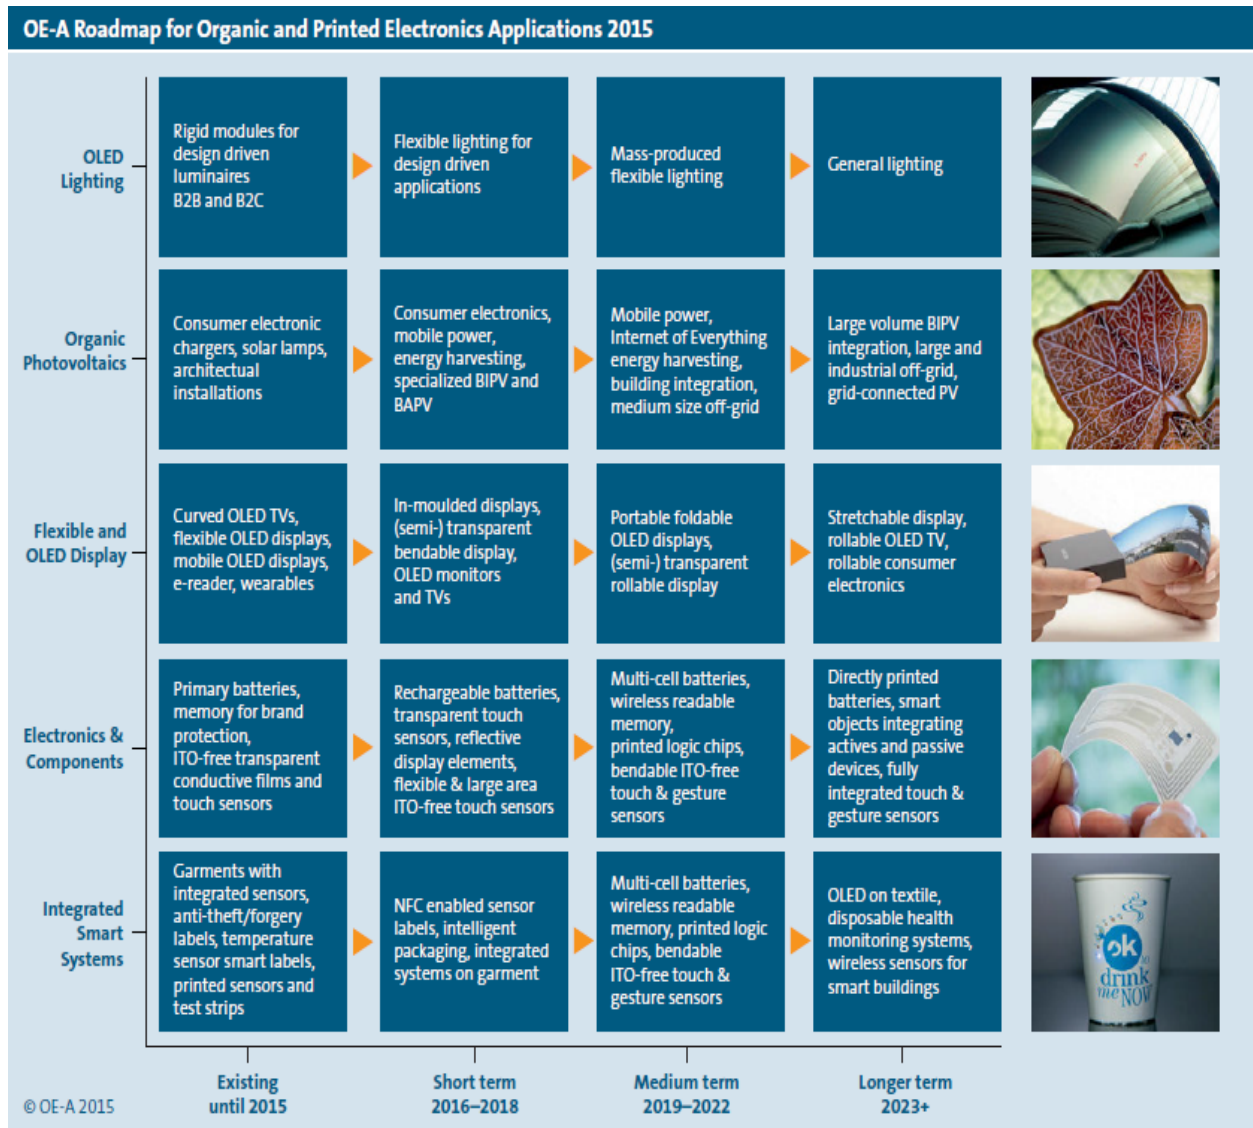 OE-A Roadmap for Organic and Printed Electronics Applications 2015
OLED
Lighting
Rigid modules for
design driven
luminaires
B2B and B2C
Flexible lighting for
design driven
applications
Mass-produced
flexible lighting
General lighting
Organic
Photovoltaics
Consumer electronic
chargers, solar lamps,
architectual
installations
Consumer electronics,
mobile power,
energy harvesting,
specialized BIPV and
BAPV
Mobile power,
Internet of Everything
energy harvesting,
building integration,
medium size off-grid
Large volume BIPV
integration, large and
industrial off-grid,
grid-connected PV
Flexible and
OLED Display
Curved OLED TVs,
flexible OLED displays,
mobile OLED displays,
e-reader, wearables
In-moulded displays,
(semi-) transparent
bendable display,
OLED monitors
and TVs
Portable foldable
OLED displays,
(semi-) transparent
rollable display
Stretchable display,
rollable OLED TV,
rollable consumer
electronics
Electronics &
Components
Primary batteries,
memory for brand
protection,
ITO-free transparent
conductive films and
touch sensors
Rechargeable batteries,
transparent touch
sensors, reflective
display elements,
flexible & large area
ITO-free touch sensors
Multi-cell batteries,
wireless readable
memory,
printed logic chips,
bendable ITO-free
touch & gesture
sensors
Directly printed
batteries, smart
objects integrating
actives and passive
devices, fully
integrated touch &
gesture sensors
Integrated
Smart
Systems
Garments with
integrated sensors,
anti-theft/forgery
labels, temperature
sensor smart labels,
printed sensors and
test strips
NFC enabled sensor
labels, intelligent
packaging, integrated
systems on garment
Multi-cell batteries,
wireless readable
memory, printed logic
chips, bendable
ITO-free touch &
gesture sensors
OLED on textile,
disposable health
monitoring systems,
wireless sensors for
smart buildings
ok
drink
me NOW
Existing
until 2015
Short term
2016–2018
Medium term
2019–2022
Longer term
2023+
© OE-A 2015